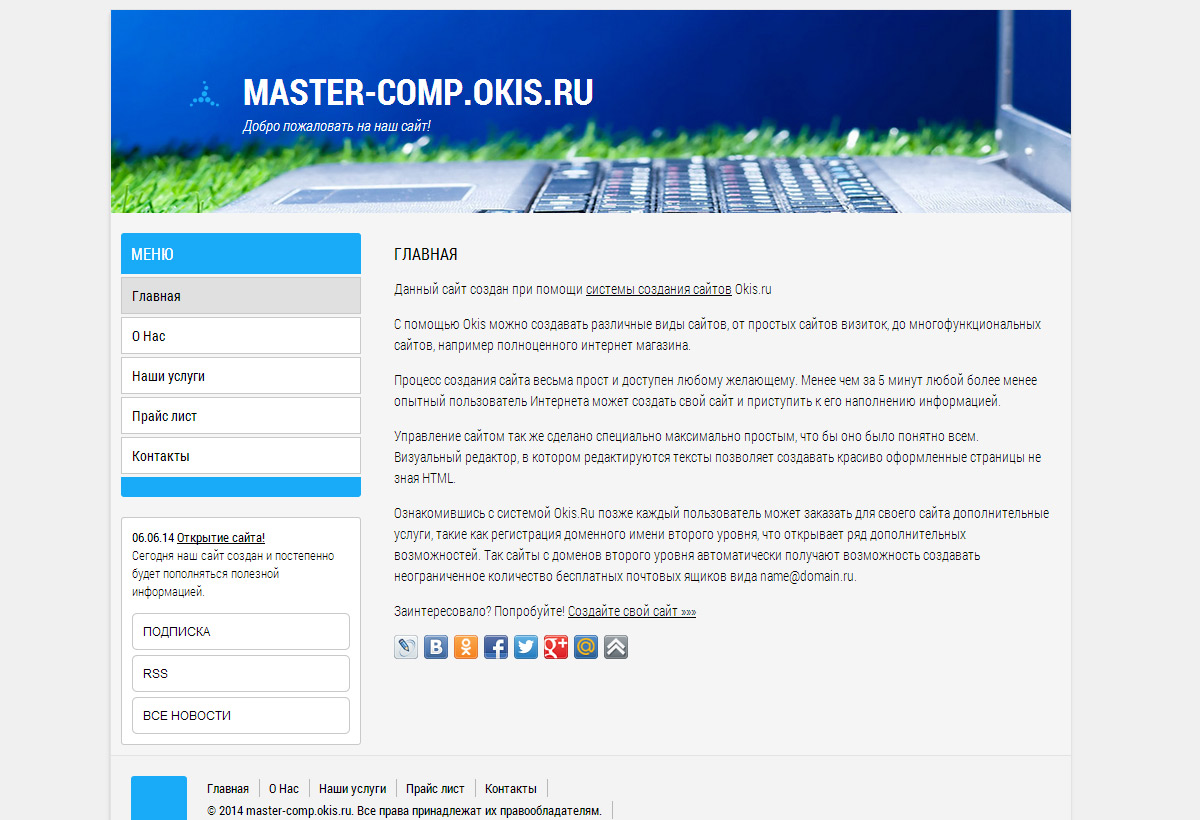 MASTER-COMP.OKIS.RU
Добро пожаловать на наш сайт!
МЕНЮ
Главная
О Нас
Наши услуги
Прайс лист
Контакты
06.06.14 Открытие сайта!
Сегодня наш сайт создан и постепенно
будет пополняться полезной
информацией.
ПОДПИСКА
RSS
ВСЕ НОВОСТИ
ГЛАВНАЯ
Данный сайт создан при помощи системы создания сайтов Okis.ru
С помощью Okis можно создавать различные виды сайтов, от простых сайтов визиток, до многофункциональных
сайтов, например полноценного интернет магазина.
Процесс создания сайта весьма прост и доступен любому желающему. Менее чем за 5 минут любой более менее
опытный пользователь Интернета может создать свой сайт и приступить к его наполнению информацией.
Управление сайтом так же сделано специально максимально простым, что бы оно было понятно всем.
Визуальный редактор, в котором редактируются тексты позволяет создавать красиво оформленные страницы не
зная HTML.
Ознакомившись с системой Okis.Ru позже каждый пользователь может заказать для своего сайта дополнительные
услуги, такие как регистрация доменного имени второго уровня, что открывает ряд дополнительных
возможностей. Так сайты с доменов второго уровня автоматически получают возможность создавать
неограниченное количество бесплатных почтовых ящиков вида name@domain.ru.
Заинтересовало? Попробуйте! Создайте свой сайт »»»
Главная О Нас Наши услуги Прайс лист Контакты
© 2014 master-comp.okis.ru. Все права принадлежат их правообладателям.